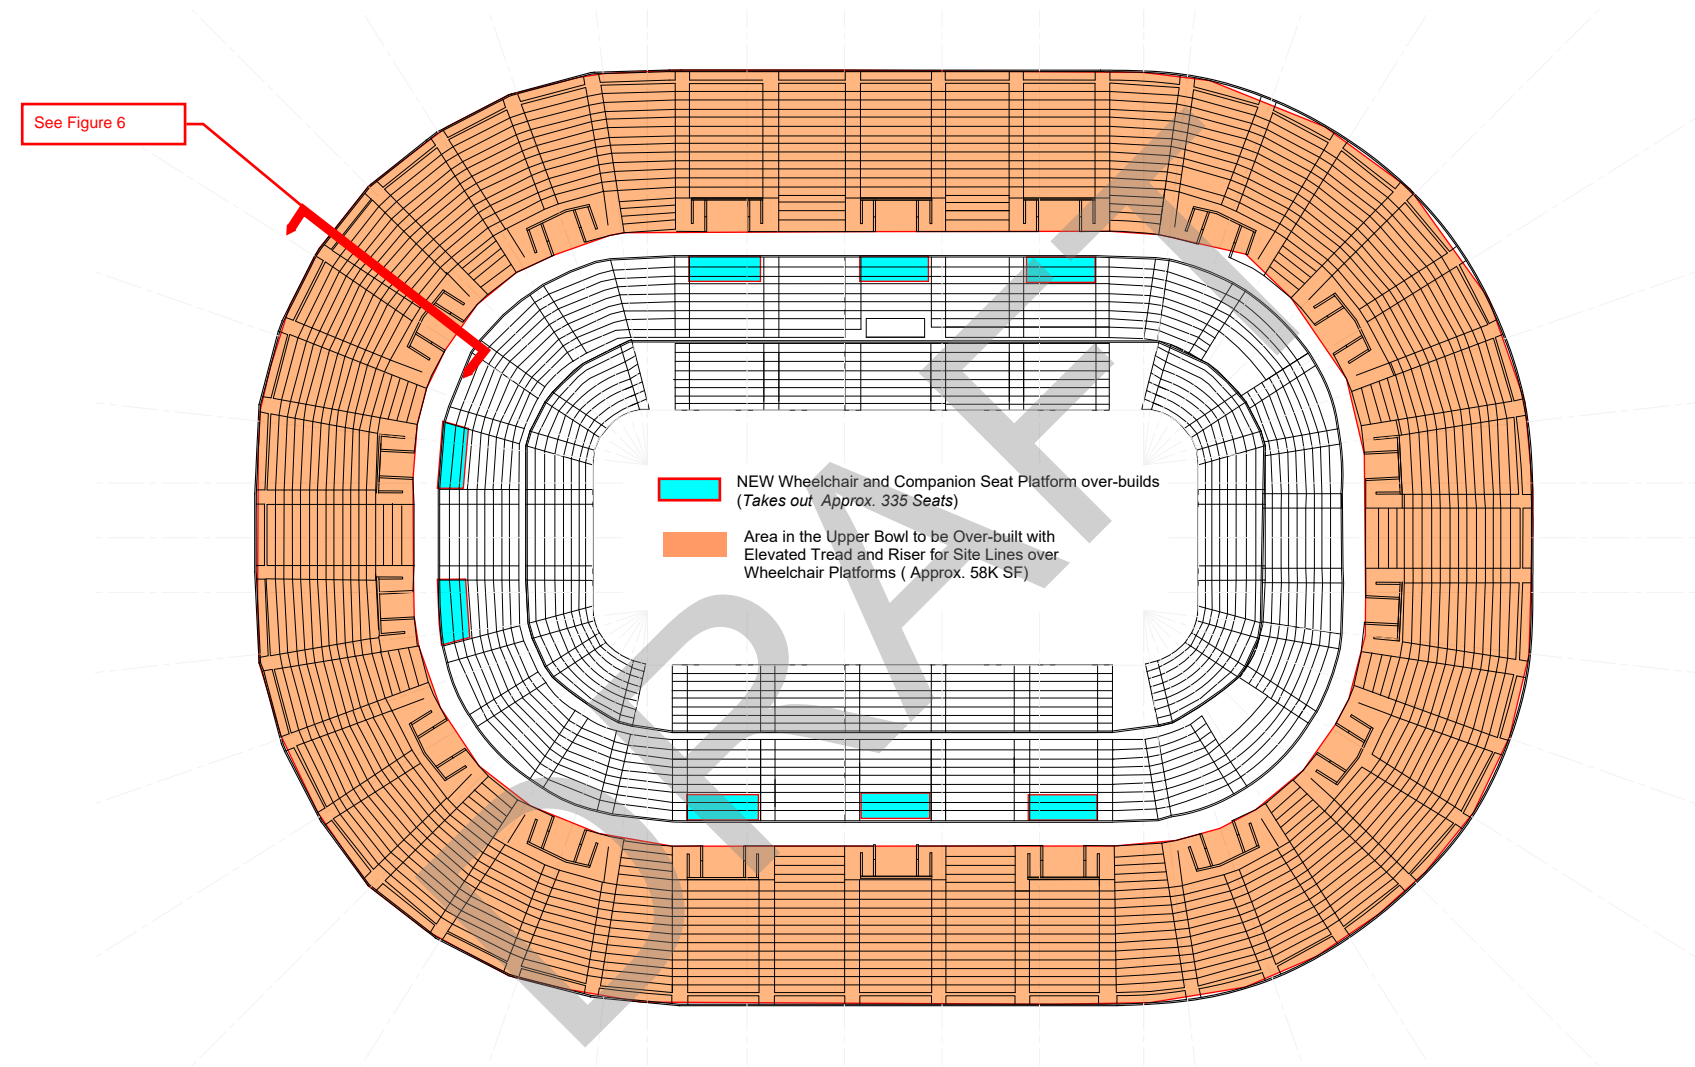 See Figure 6
NEW Wheelchair and Companion Seat Platform over-builds
(Takes out Approx. 335 Seats)
Area in the Upper Bowl to be Over-built with
Elevated Tread and Riser for Site Lines over
Wheelchair Platforms ( Approx. 58K SF)
DRAFT